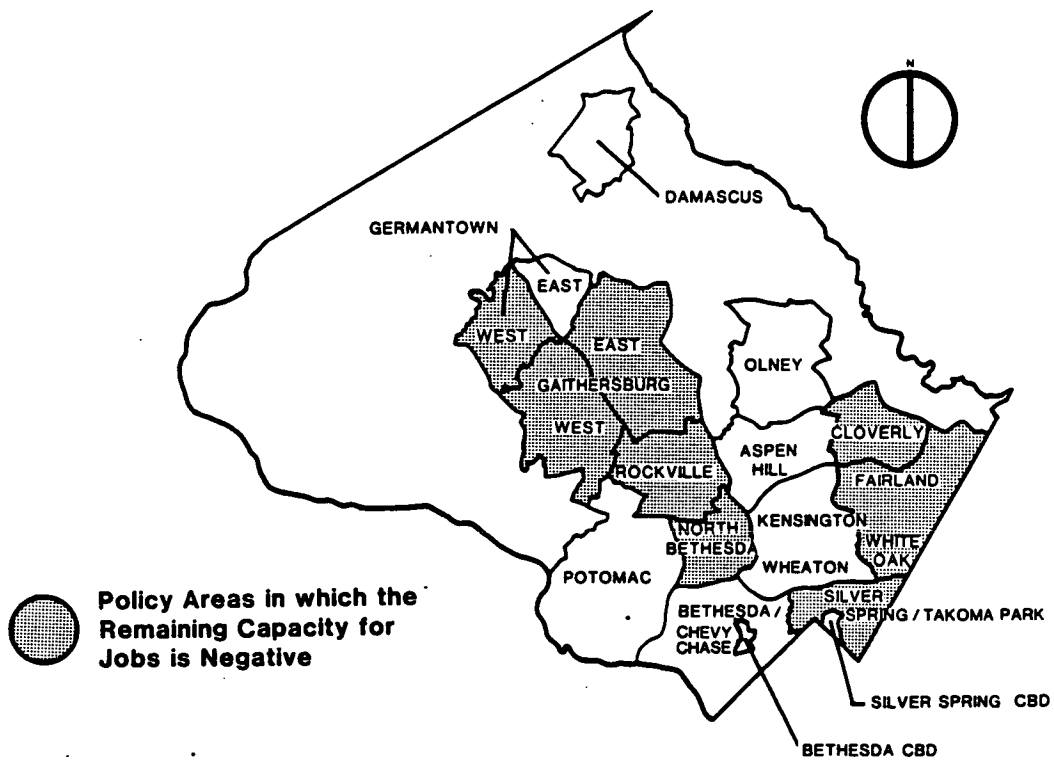 N
DAMASCUS
GERMANTOWN
EAST
WEST
EAST
OLNEY
GAITHERSBURG
WEST
CLOVERLY
ASPEN
HILL
ROCKVILLE
FAIRLAND
KENSINGTON
NORTH
BETHESDA
WHITE
OAK
WHEATON
POTOMAC
SILVER
SPRING / TAKOMA PARK
BETHESDA /
CHEVY
CHASE
Policy Areas in which the
Remaining Capacity for
Jobs is Negative
SILVER SPRING CBD
BETHESDA CBD